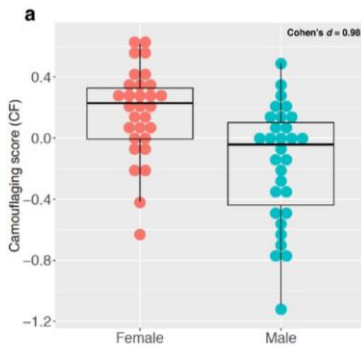 a
Cohen's d = 0.98
Camouflaging score (CF)
0.4
0.0
-0.4
-0.8
-1.2
Female
Male